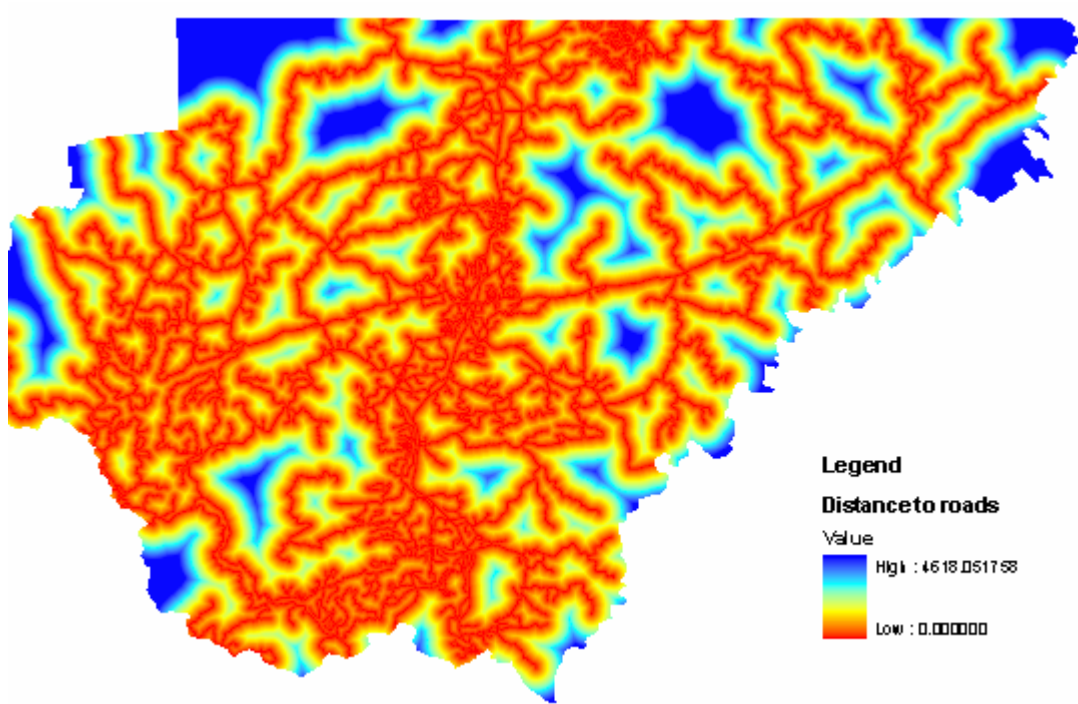 Legend
Distance to roads
Value
High : 4618.051758
Low : 0.000000